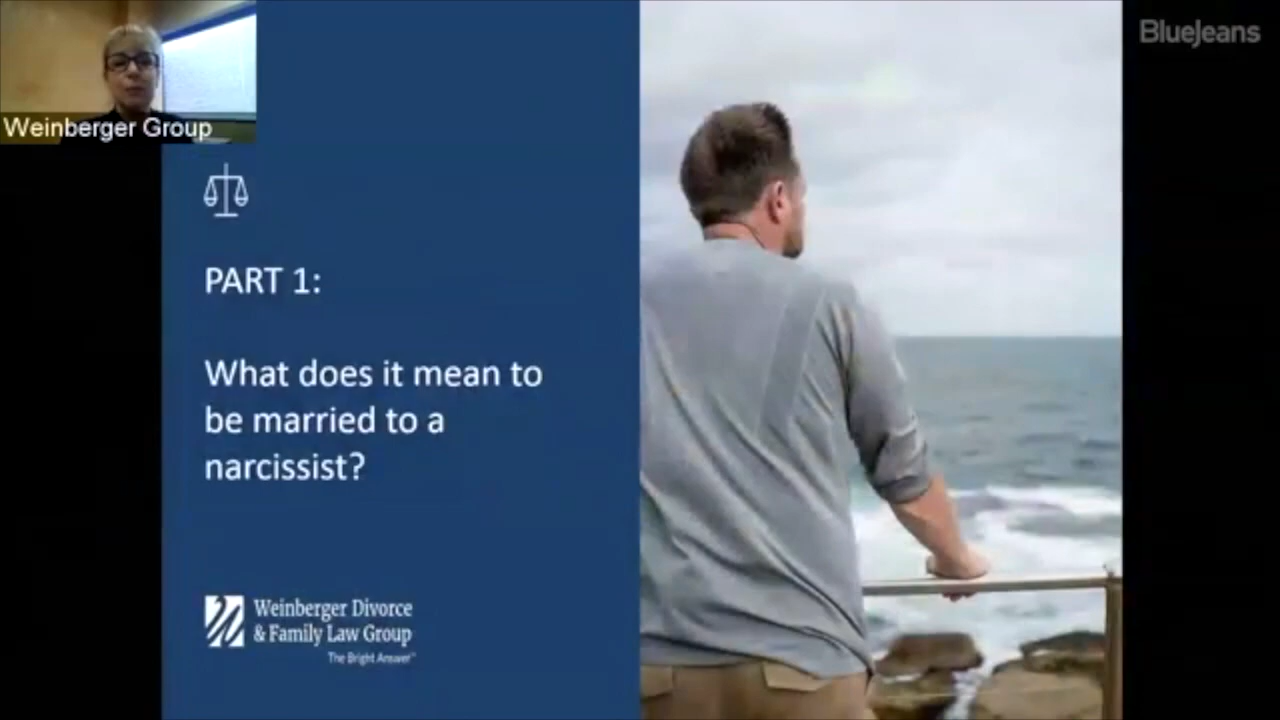 BlueJeans
Weinberger Group
PART 1:
What does it mean to
be married to a
narcissist?
Weinberger Divorce
& Family Law Group
The Bright Answer™